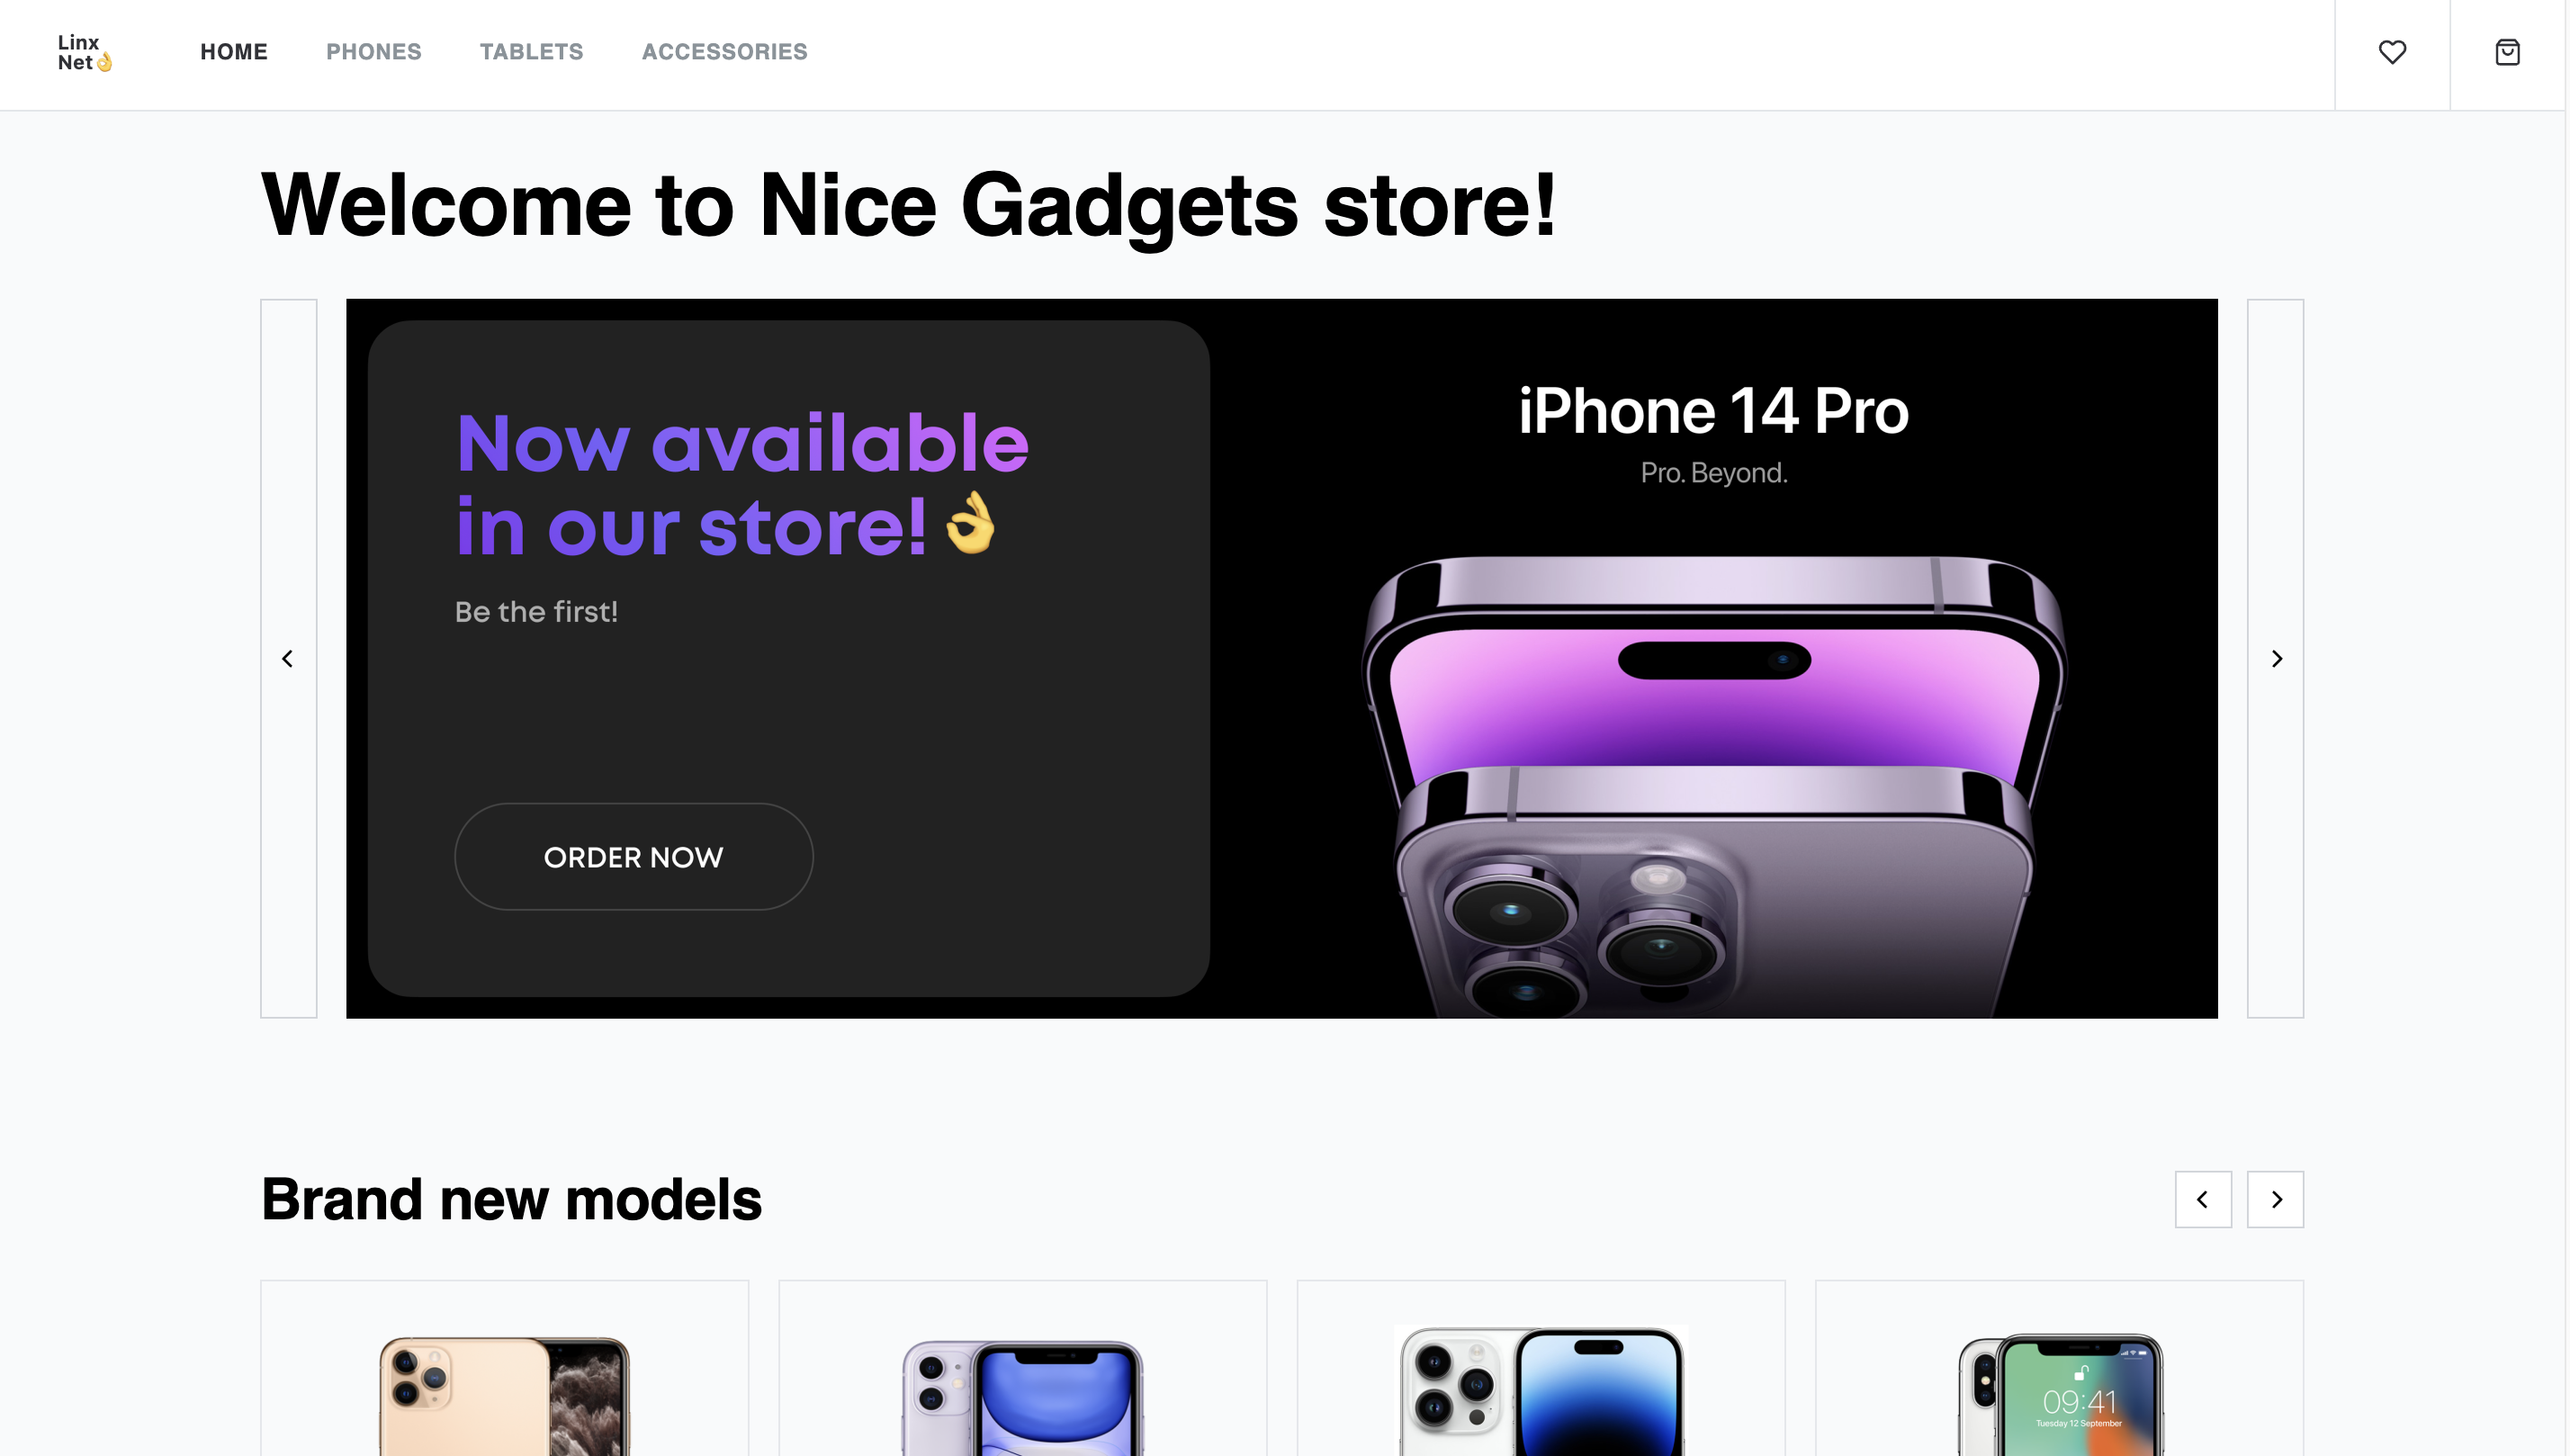 Linx
Net👌
HOME
PHONES
TABLETS
ACCESSORIES
Welcome to Nice Gadgets store!
Now available
in our store!👌
Be the first!
ORDER NOW
iPhone 14 Pro
Pro. Beyond.
Brand new models
09:41
Tuesday 12 September